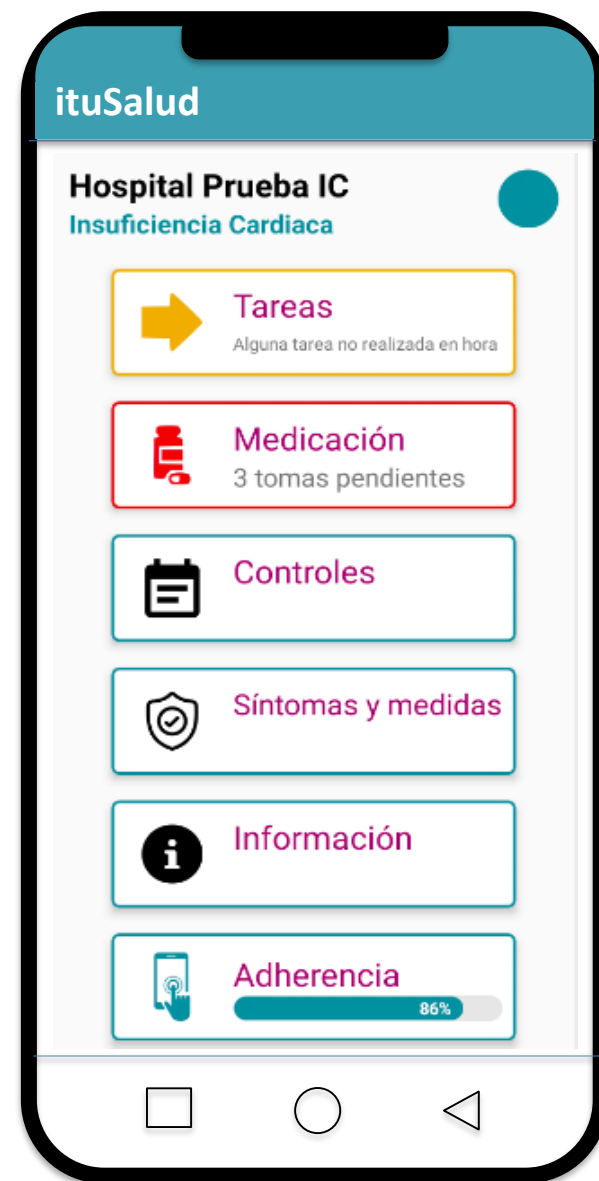 ituSalud
Hospital Prueba IC
Insuficiencia Cardiaca
Tareas
Alguna tarea no realizada en hora
Medicación
3 tomas pendientes
Controles
Síntomas y medidas
Información
Adherencia
86%